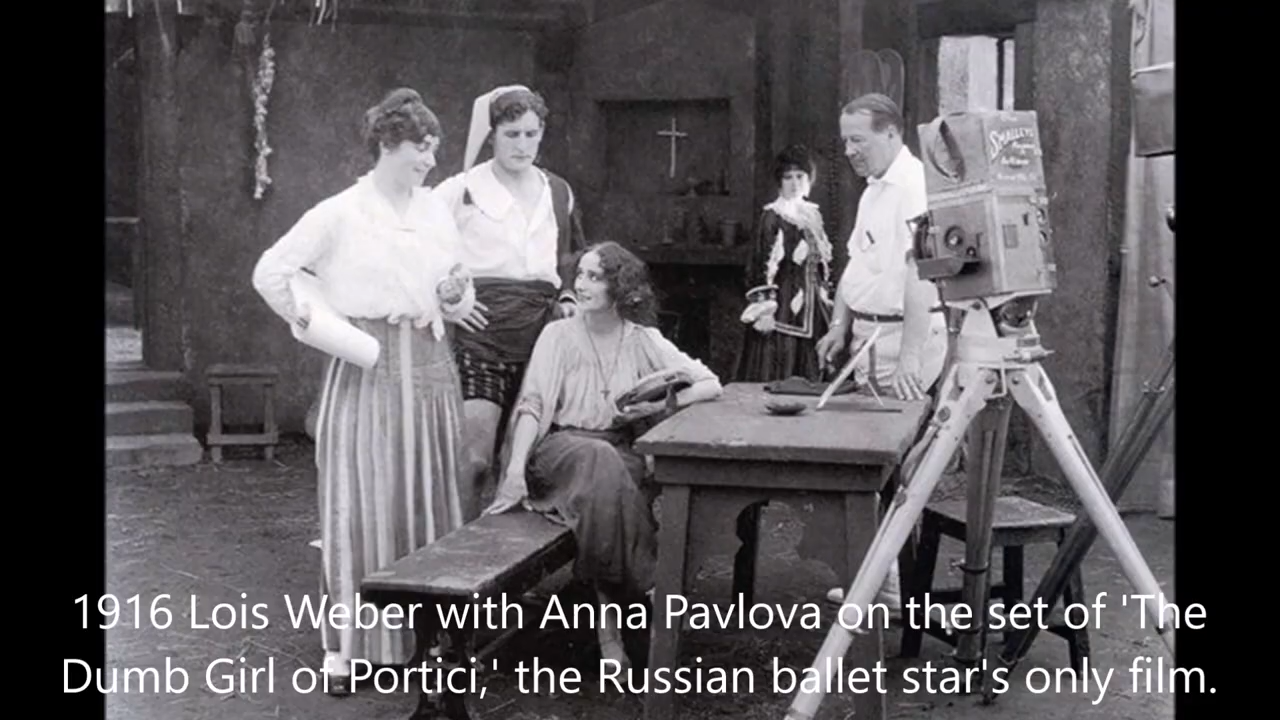 SMALLEYS
1916 Lois Weber with Anna Pavlova on the set of 'The
Dumb Girl of Portici,' the Russian ballet star's only film.